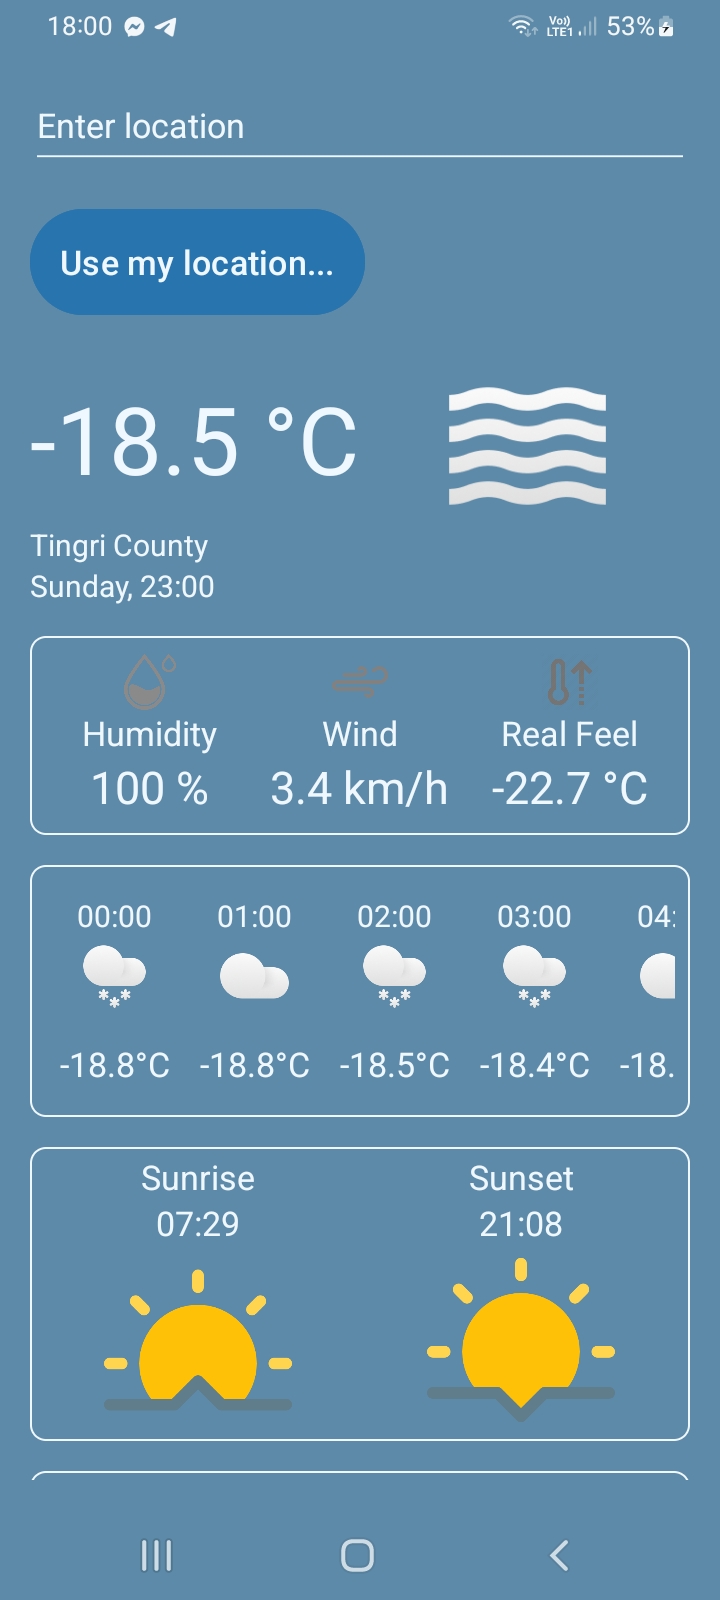 18:00 Vo)) LTE1 53%
Enter location
Use my location...
-18.5 °C
Tingri County
Sunday, 23:00
Humidity Wind Real Feel
100 % 3.4 km/h -22.7 °C
00:00 01:00 02:00 03:00 04:
-18.8°C -18.8°C -18.5°C -18.4°C -18.
Sunrise Sunset
07:29 21:08